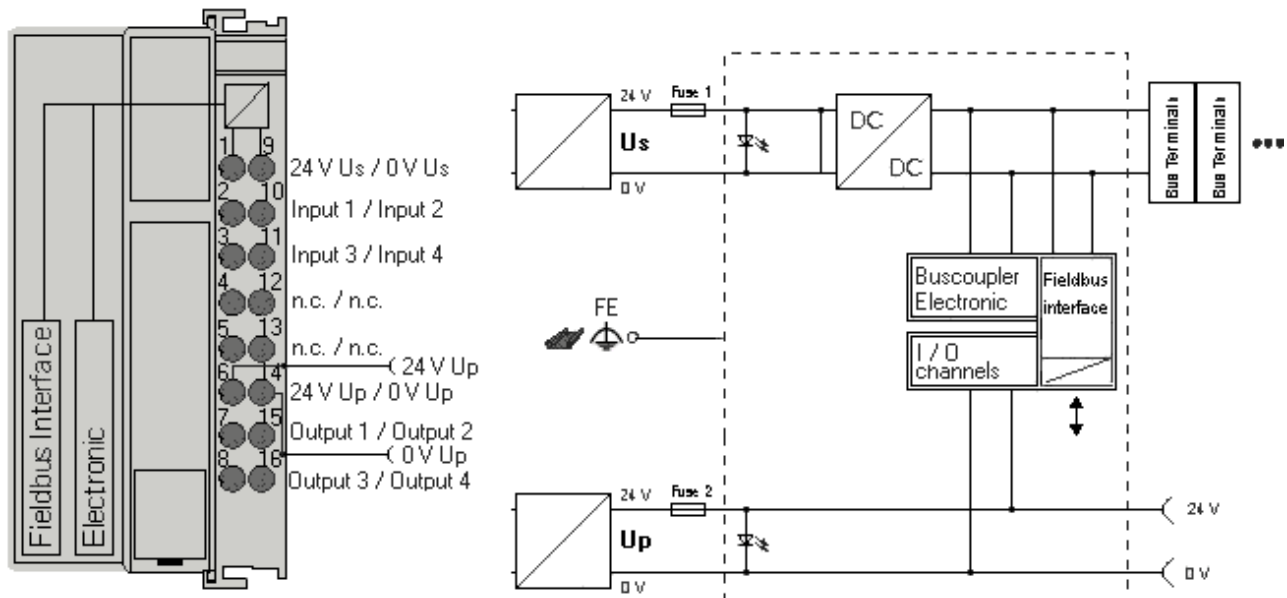 Fieldbus Interface
Electronic
1 9
24 V Us / 0 V Us
2 10
Input 1 / Input 2
3 11
Input 3 / Input 4
4 12
n.c. / n.c.
5 13
n.c. / n.c.
24 V Up
6 14
24 V Up / 0 V Up
7 15
Output 1 / Output 2
0 V Up
8 16
Output 3 / Output 4
24 V
Fuse 1
Us
0 V
DC
DC
Bus Terminals
Bus Terminals
Buscoupler
Electronic
Fieldbus
interface
I / O
channels
FE
24 V
Fuse 2
Up
0 V
24 V
0 V